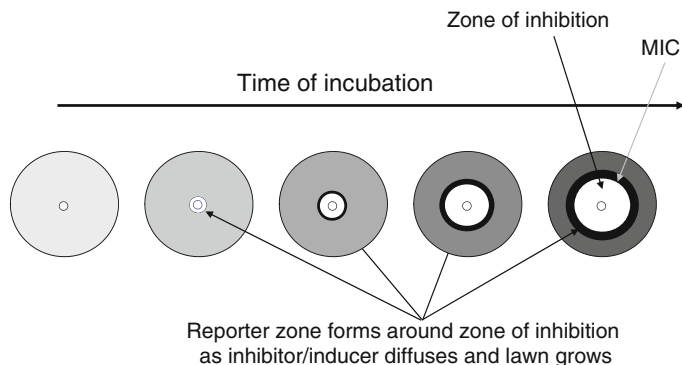 Zone of inhibition
MIC
Time of incubation
Reporter zone forms around zone of inhibition
as inhibitor/inducer diffuses and lawn grows